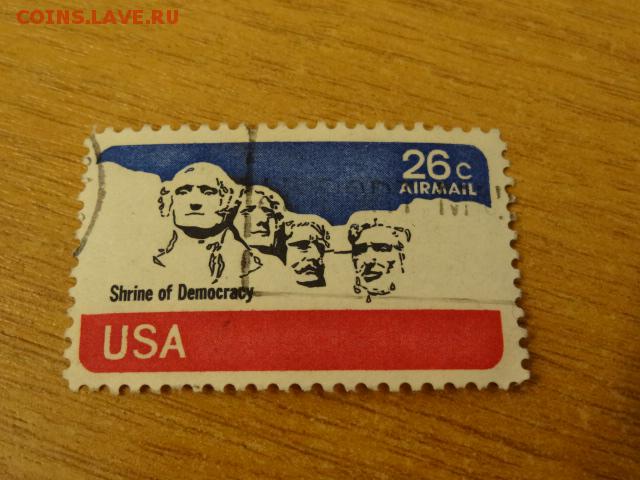 COINS.LAVE.RU
26c
AIRMAIL
Shrine of Democracy
USA